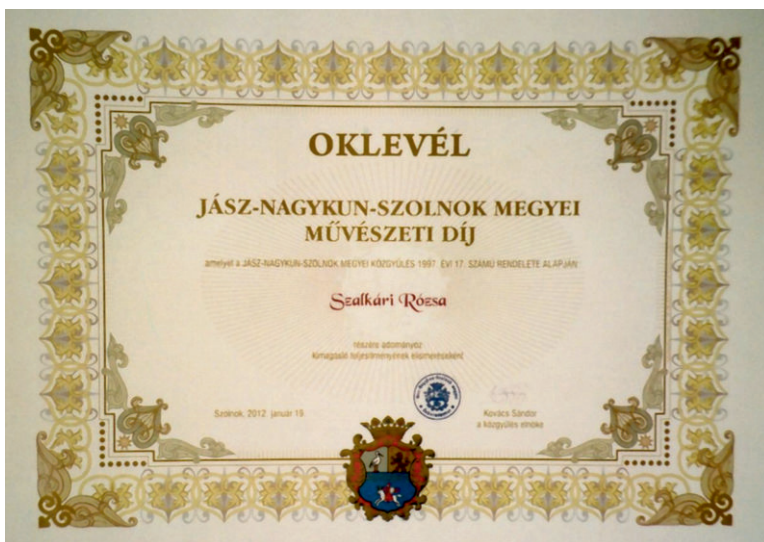 OKLEVÉL
JÁSZ-NAGYKUN-SZOLNOK MEGYEI
MŰVÉSZETI DÍJ
amelyet a JÁSZ-NAGYKUN-SZOLNOK MEGYEI KÖZGYŰLÉS 1997. ÉVI 17. SZÁMÚ RENDELETE ALAPJÁN
Szalkári Rózsa
részére adományoz
Kimagasló teljesítményének elismeréseként
Szolnok, 2012. január 19.
Kovács Sándor
a közgyűlés elnöke